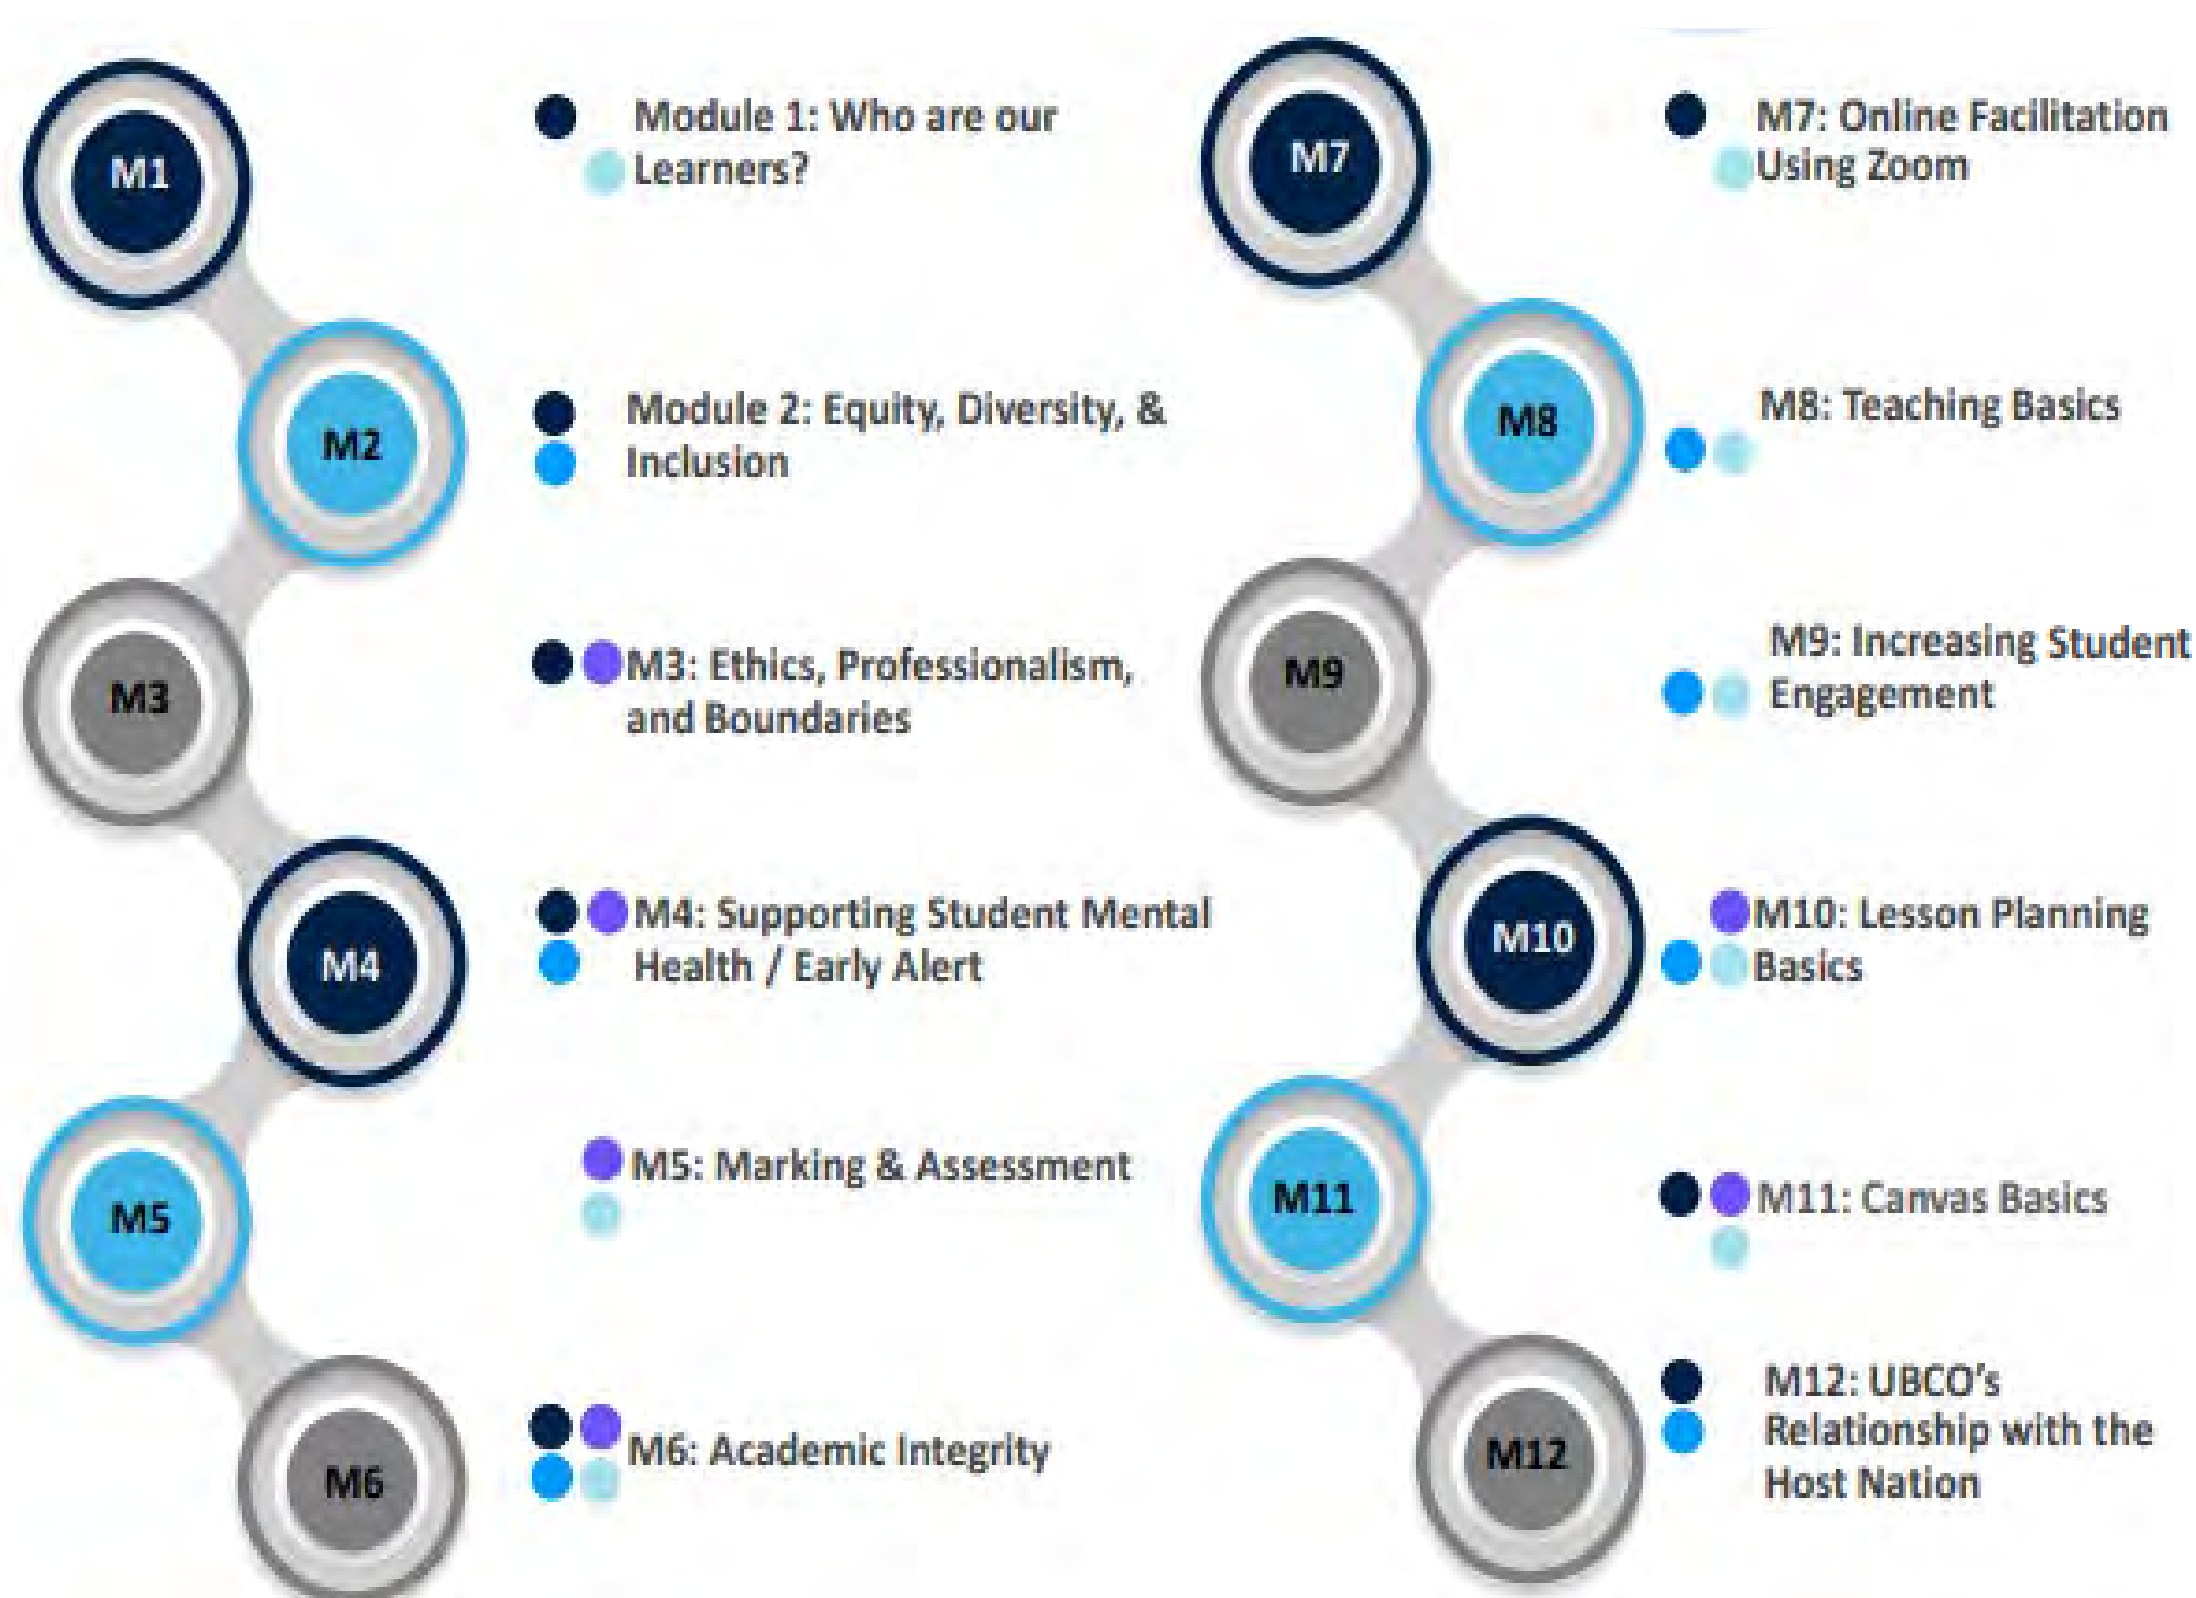 M1
Module 1: Who are our
Learners?
M2
Module 2: Equity, Diversity, &
Inclusion
M3
M3: Ethics, Professionalism,
and Boundaries
M4
M4: Supporting Student Mental
Health / Early Alert
M5
M5: Marking & Assessment
M6
M6: Academic Integrity
M7
M7: Online Facilitation
Using Zoom
M8
M8: Teaching Basics
M9
M9: Increasing Student
Engagement
M10
M10: Lesson Planning
Basics
M11
M11: Canvas Basics
M12
M12: UBCO’s
Relationship with the
Host Nation